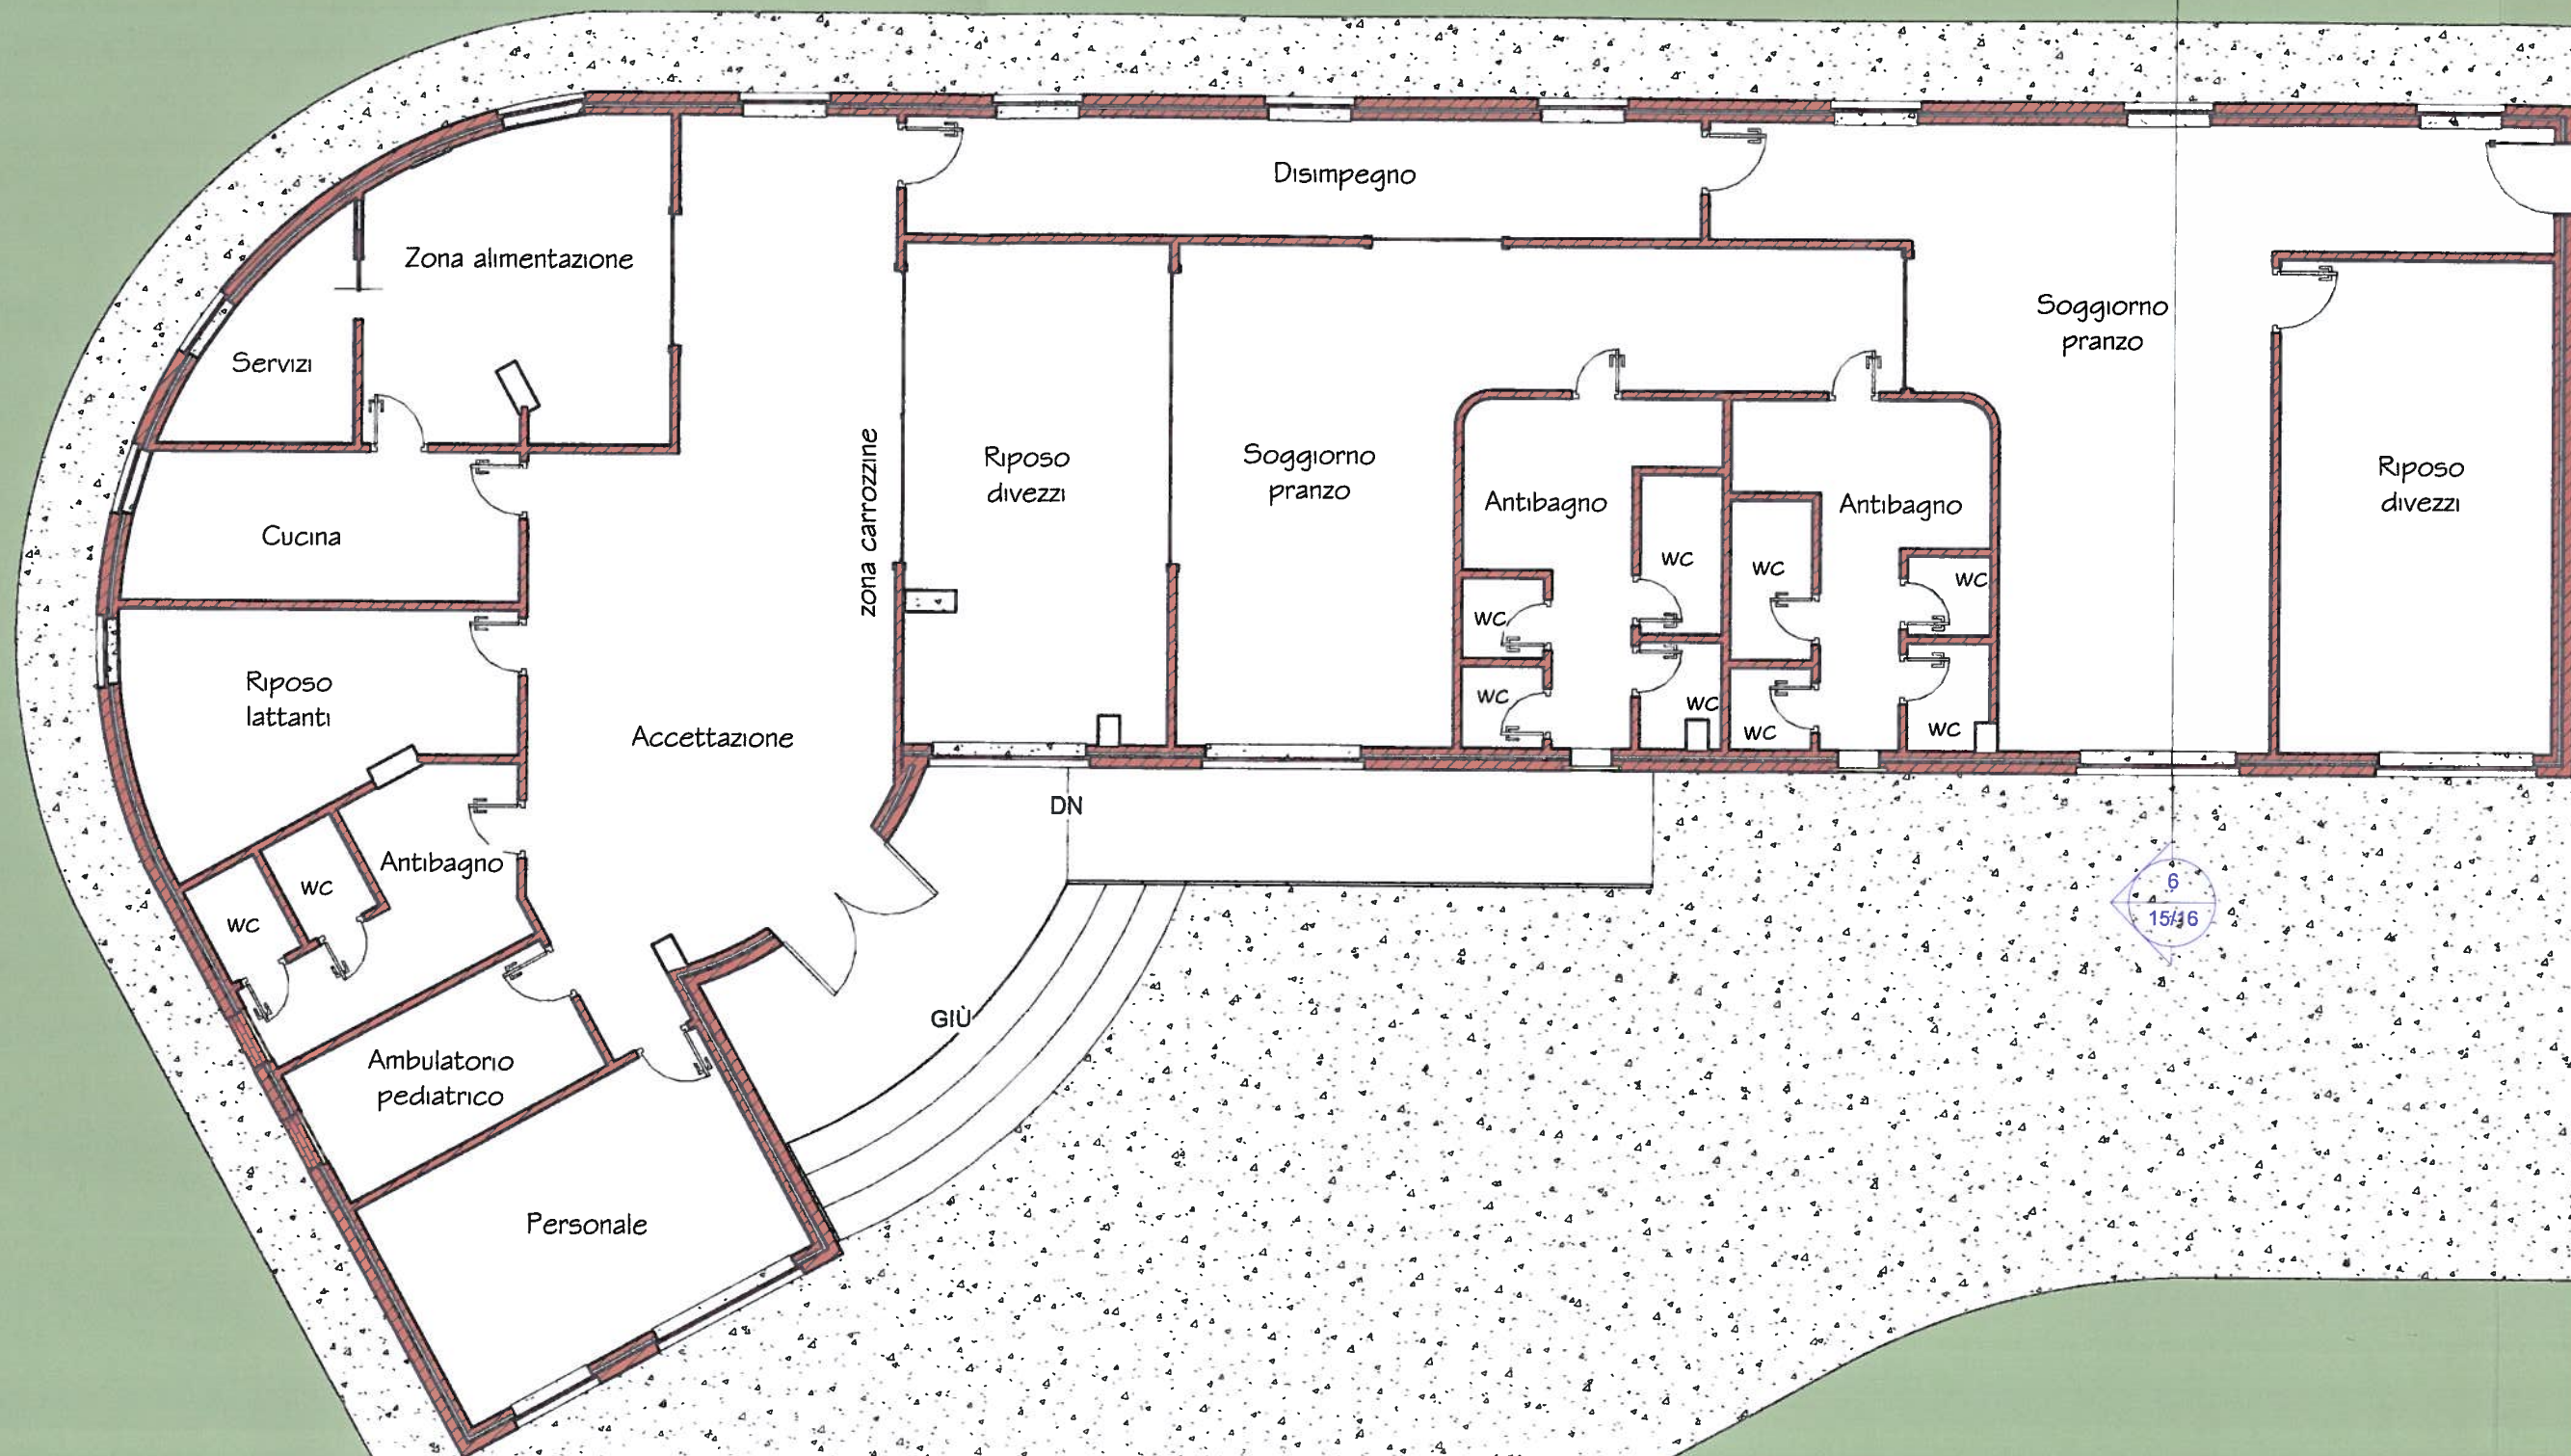 Disimpegno
Zona alimentazione
Servizi
Soggiorno
pranzo
zona carrozzine
Riposo
divezzi
Soggiorno
pranzo
Riposo
divezzi
Antibagno
Antibagno
Cucina
wc
wc
wc
wc
wc
wc
wc
wc
Riposo
lattanti
Accettazione
DN
Antibagno
wc
wc
6
15/16
GIÙ
Ambulatorio
pediatrico
Personale